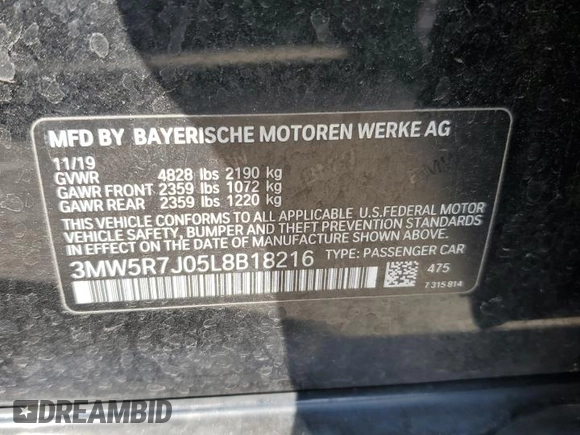 MFD BY BAYERISCHE MOTOREN WERKE AG
11/19
GVWR 4828 lbs 2190 kg
GAWR FRONT 2359 lbs 1072 kg
GAWR REAR 2359 lbs 1220 kg
THIS VEHICLE CONFORMS TO ALL APPLICABLE U.S.FEDERAL MOTOR
VEHICLE SAFETY, BUMPER AND THEFT PREVENTION STANDARDS
IN EFFECT ON THE DATE OF MANUFACTURE SHOWN ABOVE.
3MW5R7J05L8B18216 TYPE: PASSENGER CAR
475
7 315 814
DREAMBID